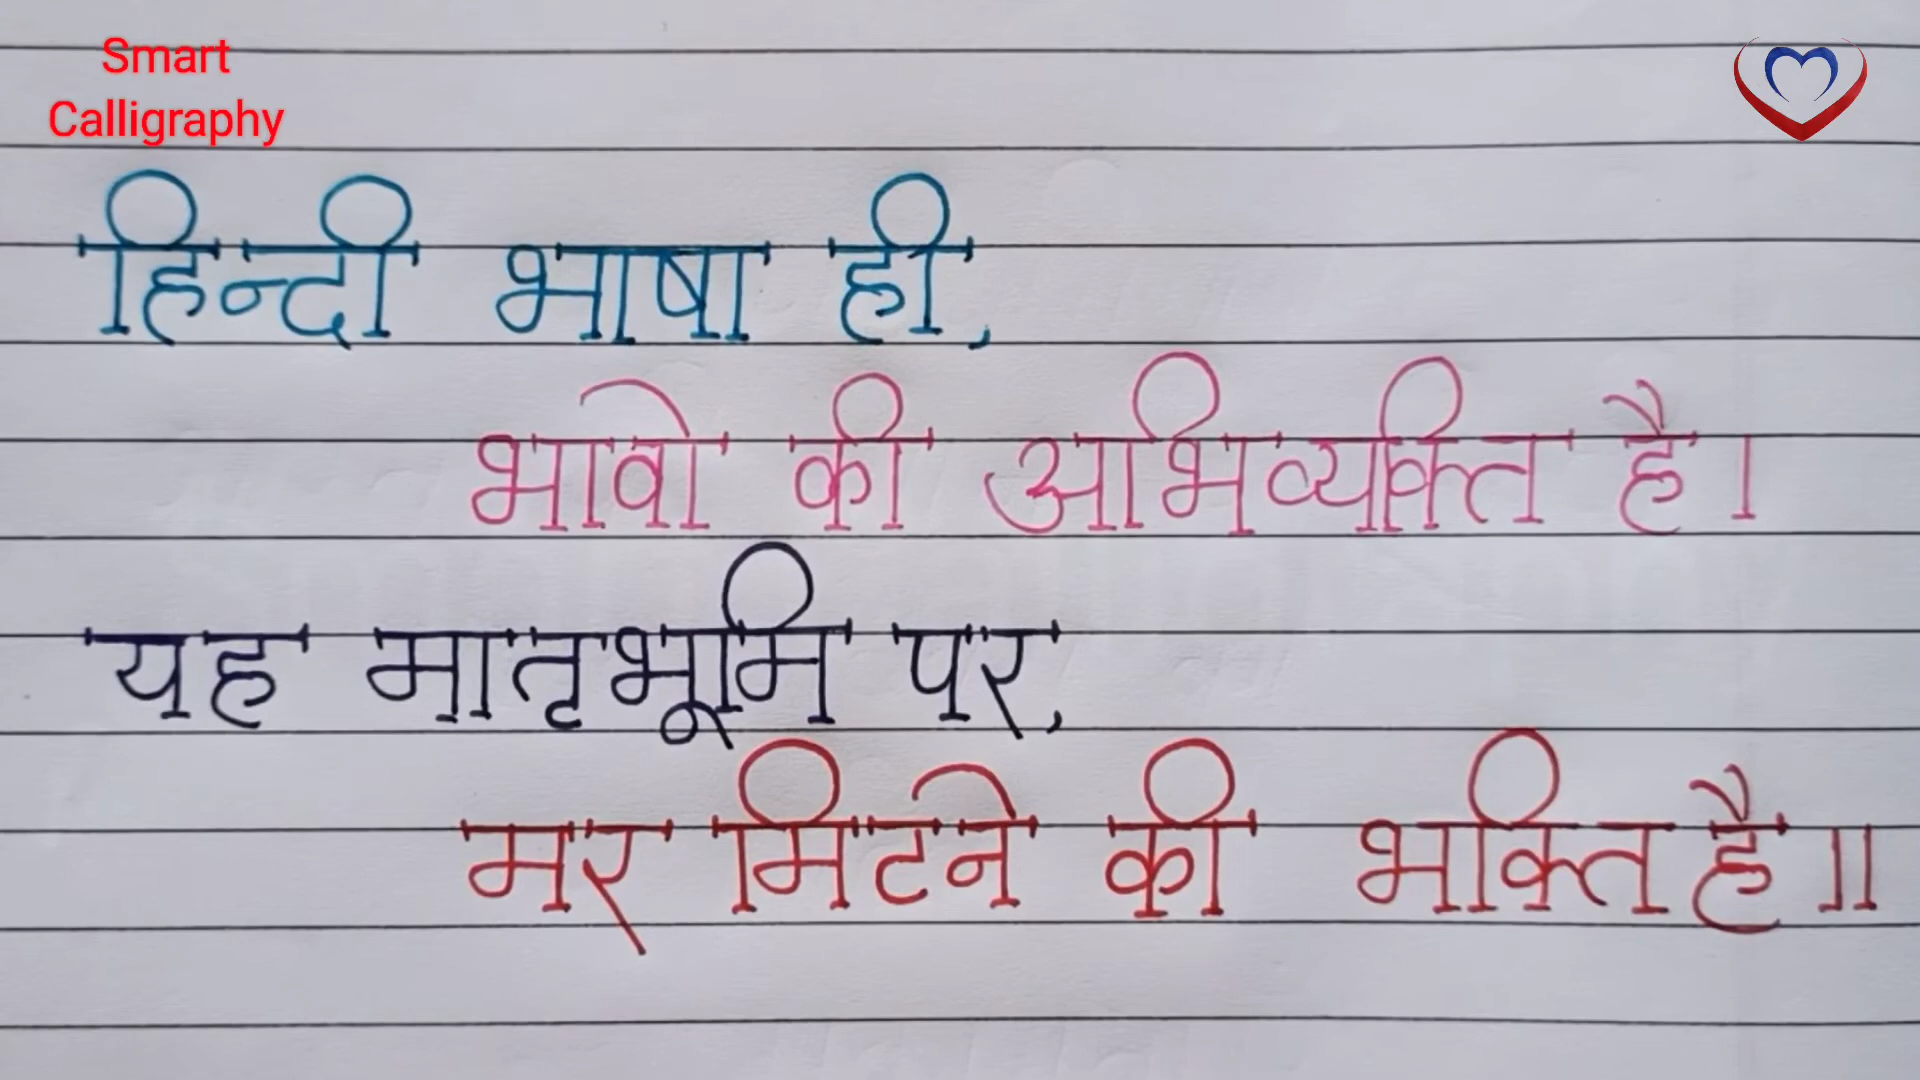 Smart
Calligraphy
हिन्दी भाषा ही,
भावो की अभिव्यक्ति है।
यह मातृभूमि पर,
मर मिटने की भक्ति है॥